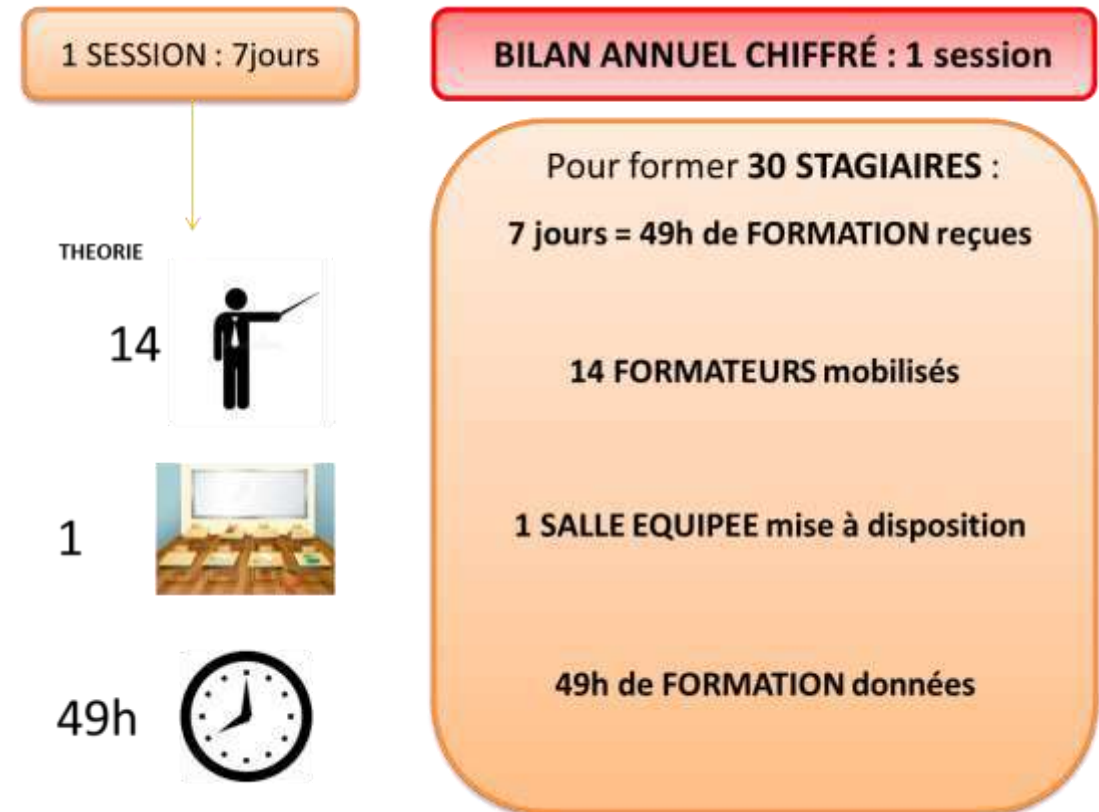 1 SESSION : 7jours
THEORIE
14
1
49h
BILAN ANNUEL CHIFFRÉ : 1 session
Pour former 30 STAGIAIRES :
7 jours = 49h de FORMATION reçues
14 FORMATEURS mobilisés
1 SALLE EQUIPEE mise à disposition
49h de FORMATION données